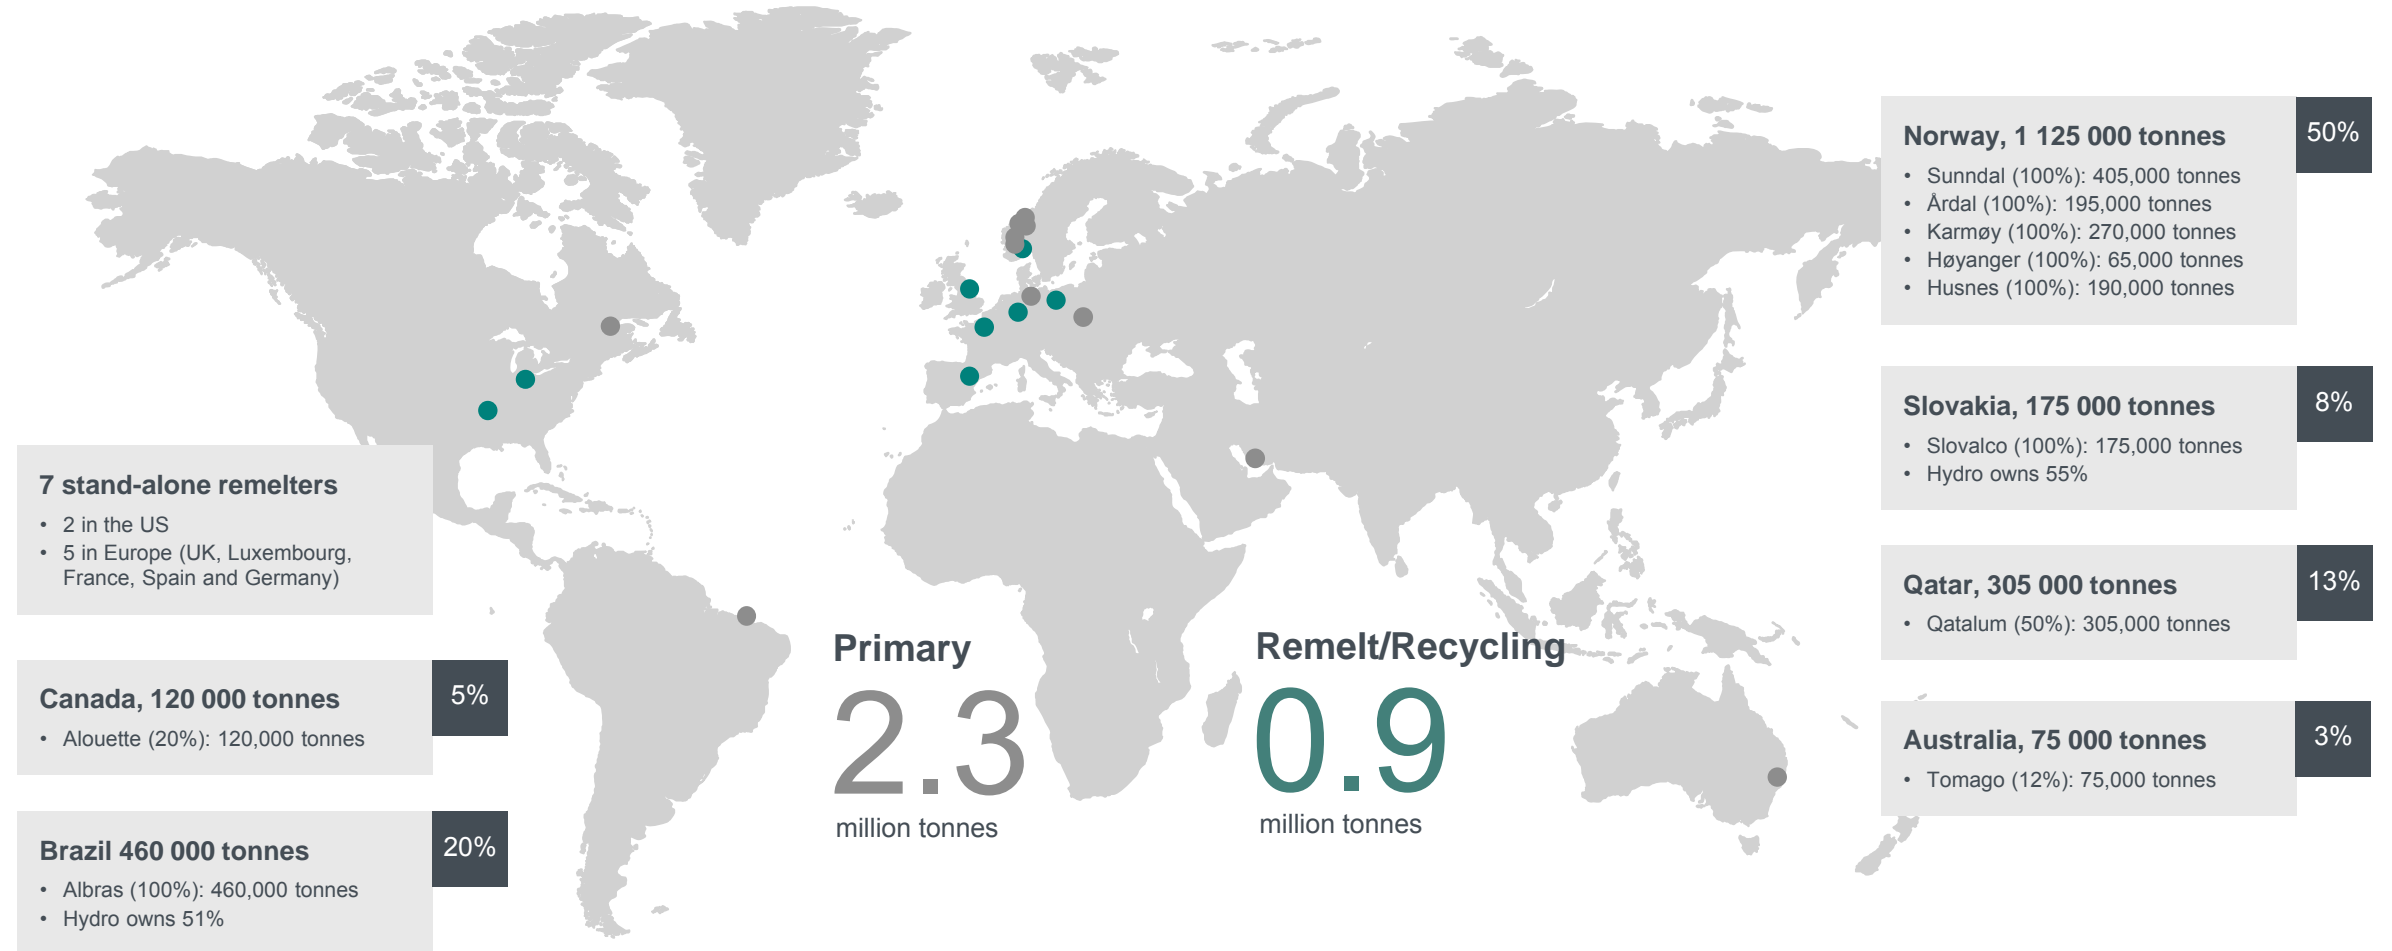 7 stand-alone remelters
• 2 in the US
• 5 in Europe (UK, Luxembourg,
France, Spain and Germany)
Canada, 120 000 tonnes
5%
• Alouette (20%): 120,000 tonnes
Brazil 460 000 tonnes
20%
• Albras (100%): 460,000 tonnes
• Hydro owns 51%
Primary
2.3
million tonnes
Remelt/Recycling
0.9
million tonnes
Norway, 1 125 000 tonnes
50%
• Sunndal (100%): 405,000 tonnes
• Årdal (100%): 195,000 tonnes
• Karmøy (100%): 270,000 tonnes
• Høyanger (100%): 65,000 tonnes
• Husnes (100%): 190,000 tonnes
Slovakia, 175 000 tonnes
8%
• Slovalco (100%): 175,000 tonnes
• Hydro owns 55%
Qatar, 305 000 tonnes
13%
• Qatalum (50%): 305,000 tonnes
Australia, 75 000 tonnes
3%
• Tomago (12%): 75,000 tonnes